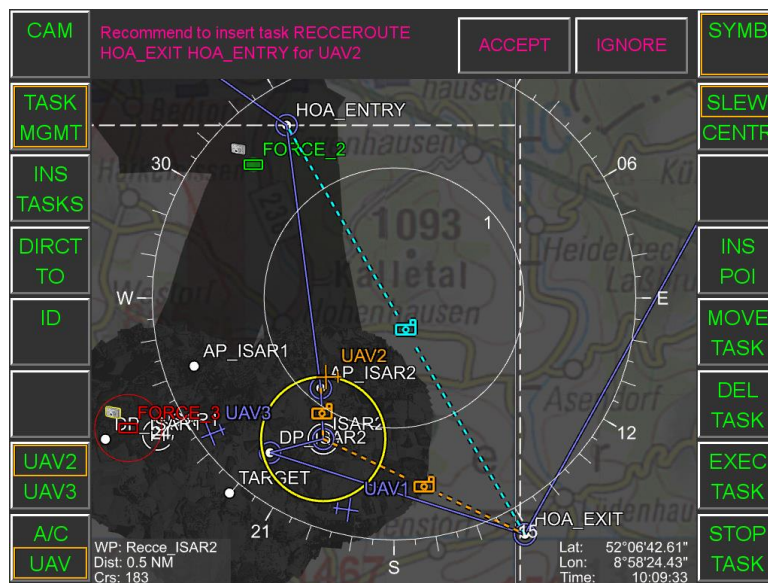 CAM
Recommend to insert task RECCEROUTE
HOA_EXIT HOA_ENTRY for UAV2
ACCEPT
IGNORE
SYMB
TASK
MGMT
SLEW
CENTR
INS
TASKS
DIRCT
TO
INS
POI
ID
MOVE
TASK
DEL
TASK
UAV2
UAV3
EXEC
TASK
A/C
UAV
STOP
TASK
HOA_ENTRY
FORCE_2
30
06
1
1093
Kalletal
Heidelbeck
W
E
AP_ISAR1
UAV2
AP_ISAR2
FORCE_3
UAV3
ISAR2
DP_ISAR2
Asendorf
12
24
TARGET
UAV1
HOA_EXIT
15
21
S
WP: Recce_ISAR2
Dist: 0.5 NM
Crs: 183
Lat: 52°06'42.61"
Lon: 8°58'24.43"
Time: 10:09:33